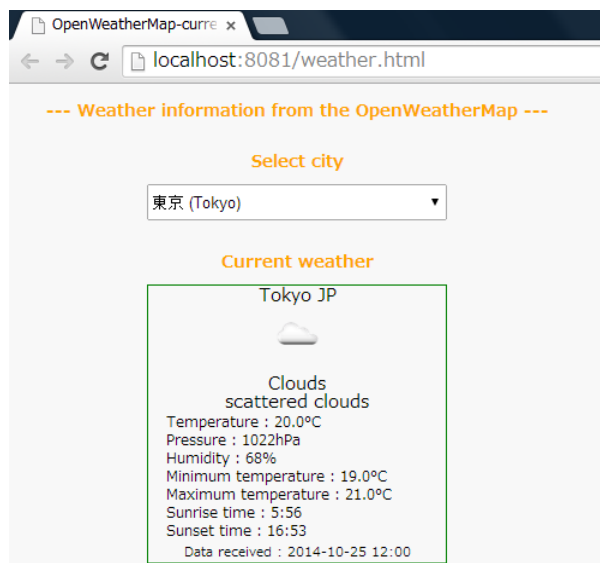 OpenWeatherMap-curre
localhost:8081/weather.html
--- Weather information from the OpenWeatherMap ---
Select city
東京 (Tokyo)
Current weather
Tokyo JP
Clouds
scattered clouds
Temperature : 20.0ºC
Pressure : 1022hPa
Humidity : 68%
Minimum temperature : 19.0ºC
Maximum temperature : 21.0ºC
Sunrise time : 5:56
Sunset time : 16:53
Data received : 2014-10-25 12:00